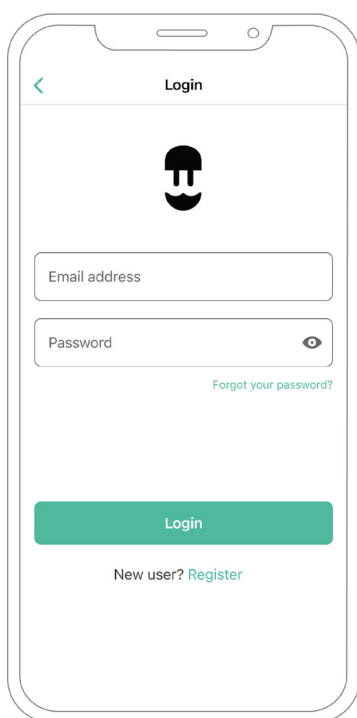 Login
Email address
Password
Forgot your password?
Login
New user? Register